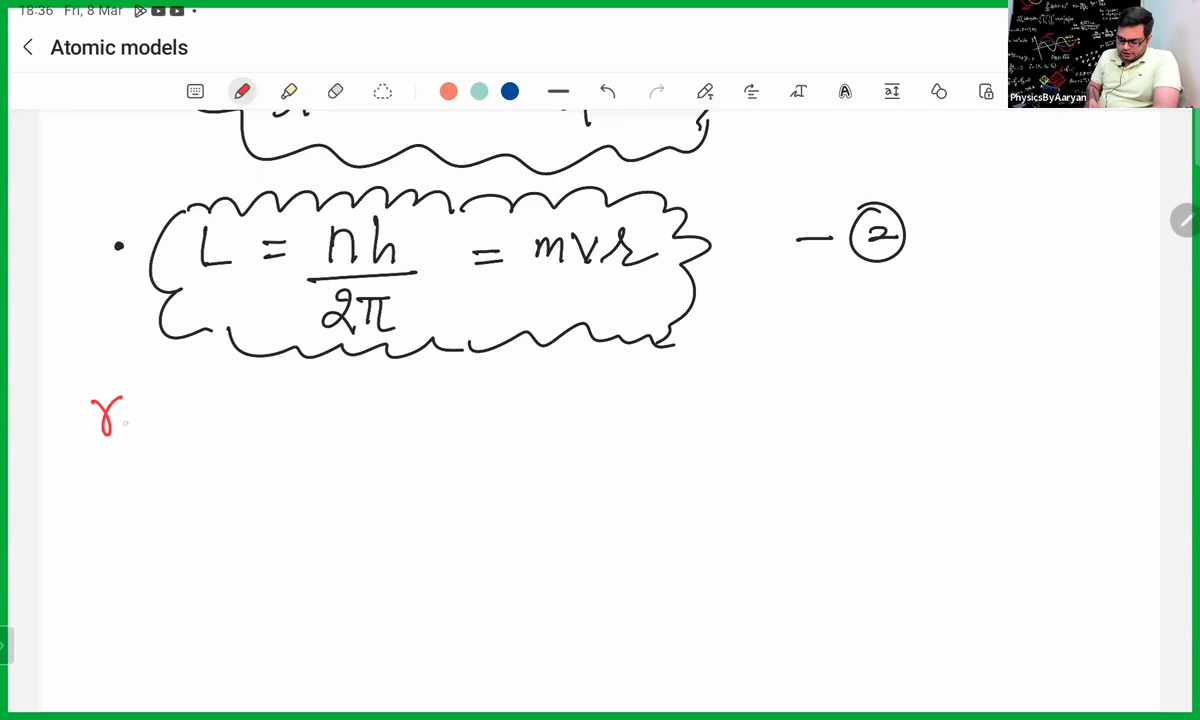 18:36 Fri, 8 Mar
Atomic models
PhysicsByAaryan
L = nh = mvr - 2
2π
r